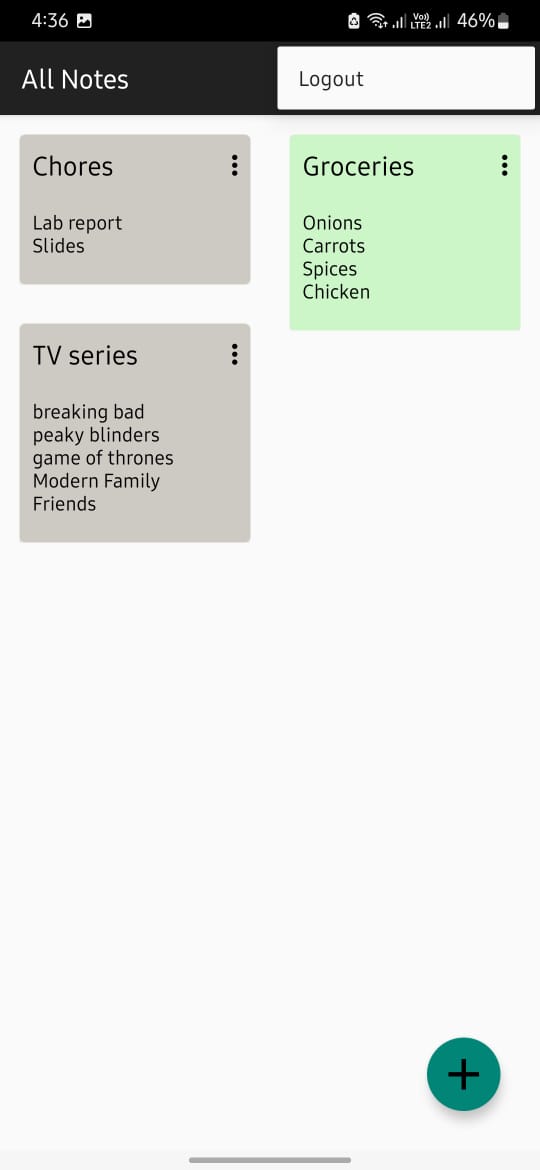 4:36
Vo))
LTE2
46%
All Notes
Logout
Chores
Lab report
Slides
Groceries
Onions
Carrots
Spices
Chicken
TV series
breaking bad
peaky blinders
game of thrones
Modern Family
Friends